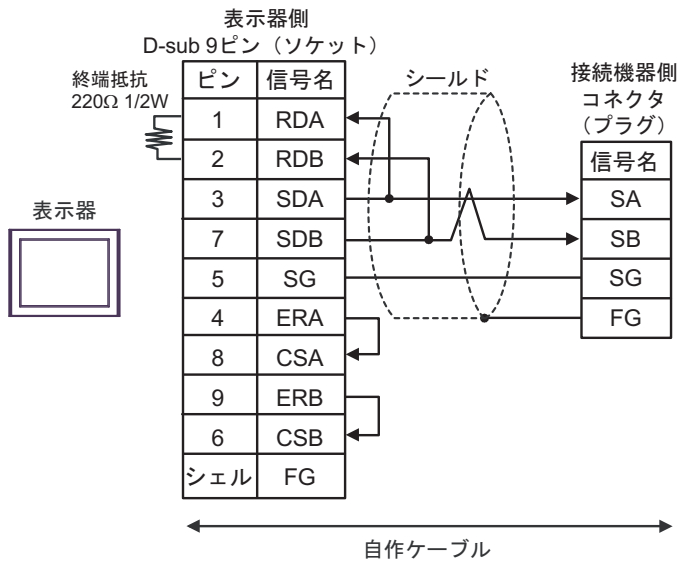 表示器側
D-sub 9ピン（ソケット）
終端抵抗
220Ω 1/2W
ピン 信号名
1 RDA
2 RDB
3 SDA
7 SDB
5 SG
4 ERA
8 CSA
9 ERB
6 CSB
シェル FG
表示器
シールド
接続機器側
コネクタ
（プラグ）
信号名
SA
SB
SG
FG
自作ケーブル